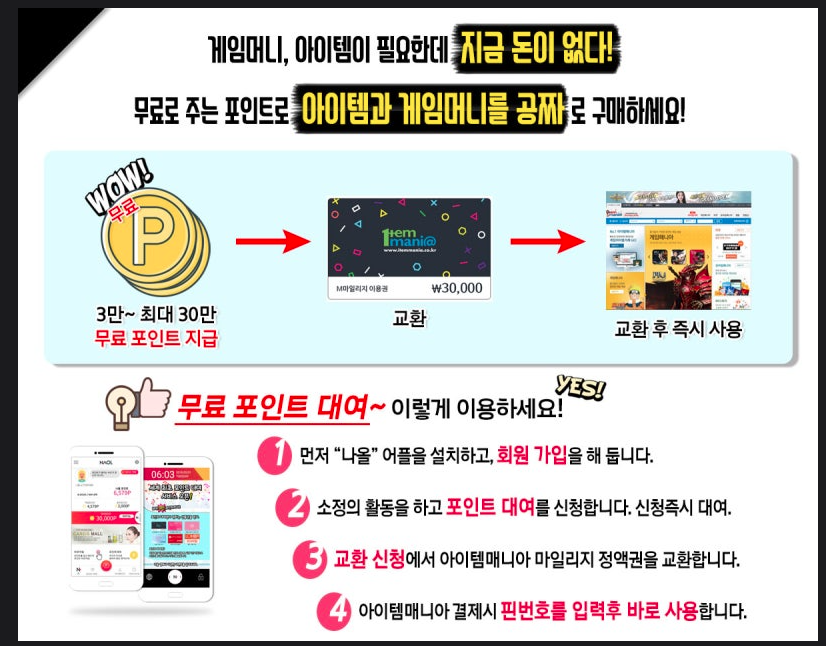 게임머니, 아이템이 필요한데 지금 돈이 없다!
무료로 주는 포인트로 아이템과 게임머니를 공짜로 구매하세요!
WOW!
무료
P
3만~ 최대 30만
무료 포인트 지급
Item
mani@
www.itemmania.co.kr
M마일리지 이용권 ₩30,000
교환
교환 후 즉시 사용
YES!
무료 포인트 대여~ 이렇게 이용하세요!
1 먼저 “나올” 어플을 설치하고, 회원 가입을 해 둡니다.
2 소정의 활동을 하고 포인트 대여를 신청합니다. 신청즉시 대여.
3 교환 신청에서 아이템매니아 마일리지 정액권을 교환합니다.
4 아이템매니아 결제시 핀번호를 입력후 바로 사용합니다.
NAOL
6,570P
30,000P
06:03